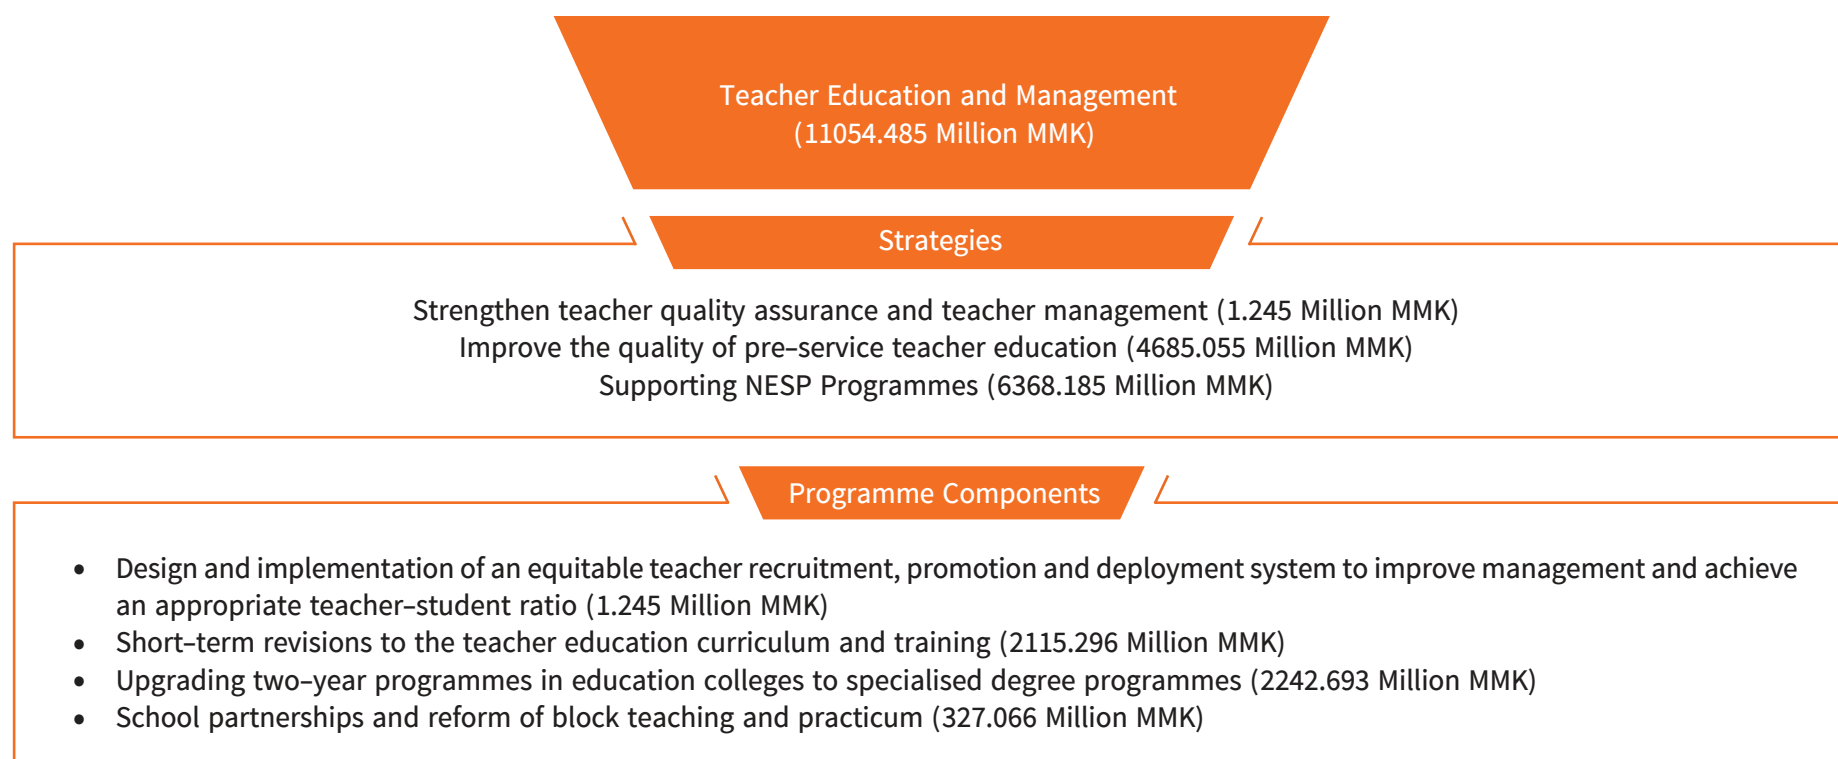 Teacher Education and Management
(11054.485 Million MMK)
Strategies
Strengthen teacher quality assurance and teacher management (1.245 Million MMK)
Improve the quality of pre-service teacher education (4685.055 Million MMK)
Supporting NESP Programmes (6368.185 Million MMK)
Programme Components
• Design and implementation of an equitable teacher recruitment, promotion and deployment system to improve management and achieve
an appropriate teacher-student ratio (1.245 Million MMK)
• Short-term revisions to the teacher education curriculum and training (2115.296 Million MMK)
• Upgrading two-year programmes in education colleges to specialised degree programmes (2242.693 Million MMK)
• School partnerships and reform of block teaching and practicum (327.066 Million MMK)